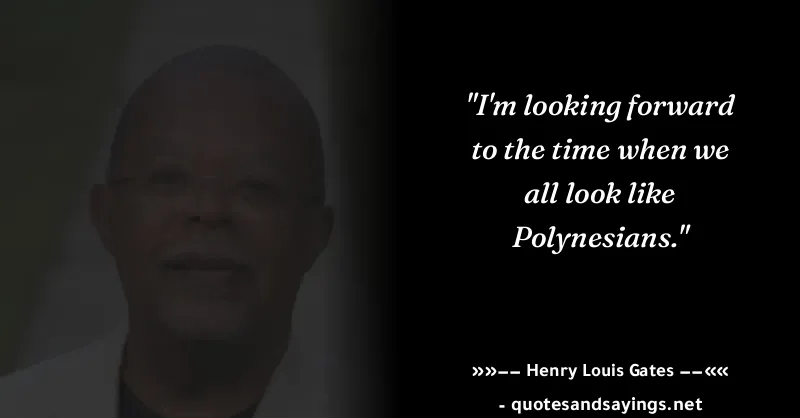 "I'm looking forward
to the time when we
all look like
Polynesians."
»»−− Henry Louis Gates −−««
- quotesandsayings.net